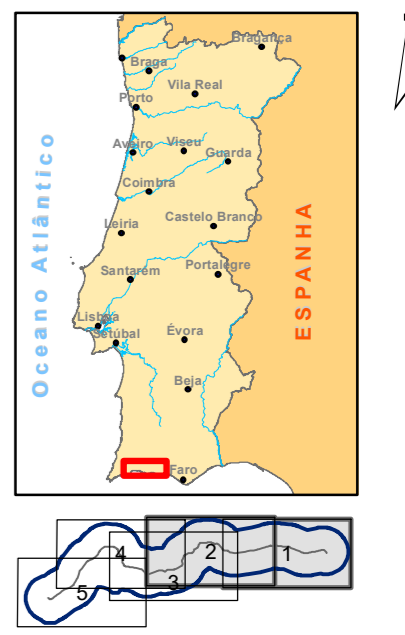 Bragança
Braga
Vila Real
Porto
Aveiro
Viseu
Guarda
Coimbra
Oceano Atlântico
Leiria
Castelo Branco
ESPANHA
Santarém
Portalegre
Lisboa
Setúbal
Évora
Beja
Faro
4
2
1
3
5